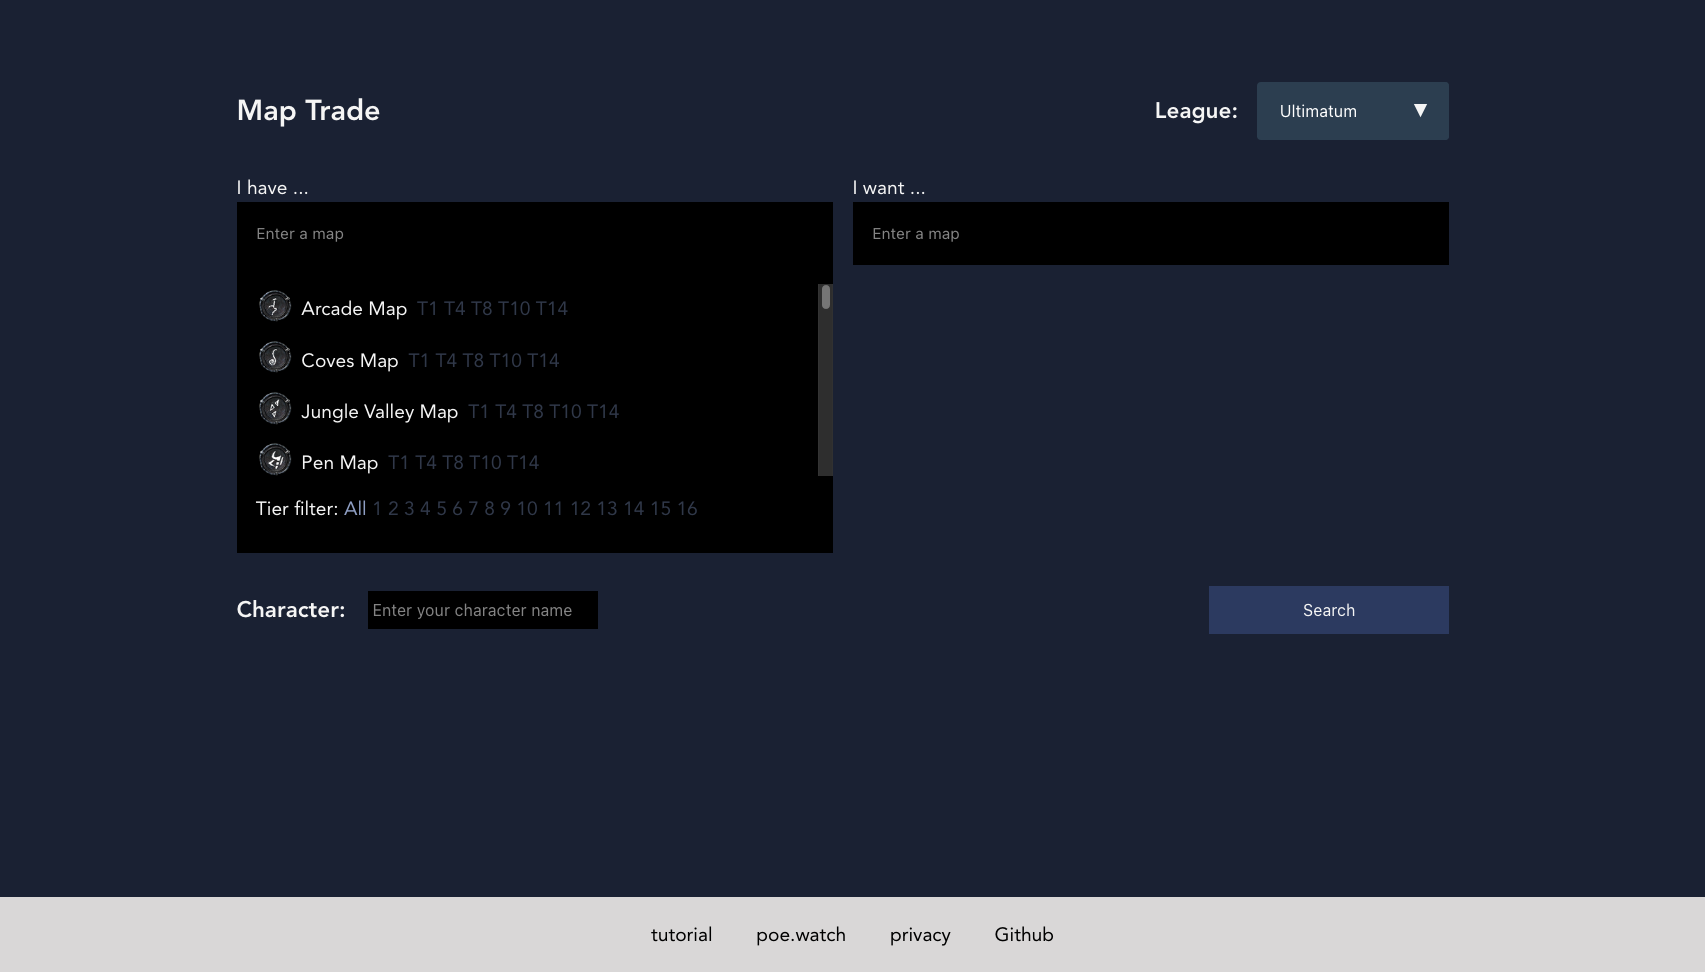 Map Trade
League: Ultimatum ▼
I have ...
I want ...
Enter a map
Enter a map
Arcade Map T1 T4 T8 T10 T14
Coves Map T1 T4 T8 T10 T14
Jungle Valley Map T1 T4 T8 T10 T14
Pen Map T1 T4 T8 T10 T14
Tier filter: All 1 2 3 4 5 6 7 8 9 10 11 12 13 14 15 16
Character: Enter your character name
Search
tutorial poe.watch privacy Github